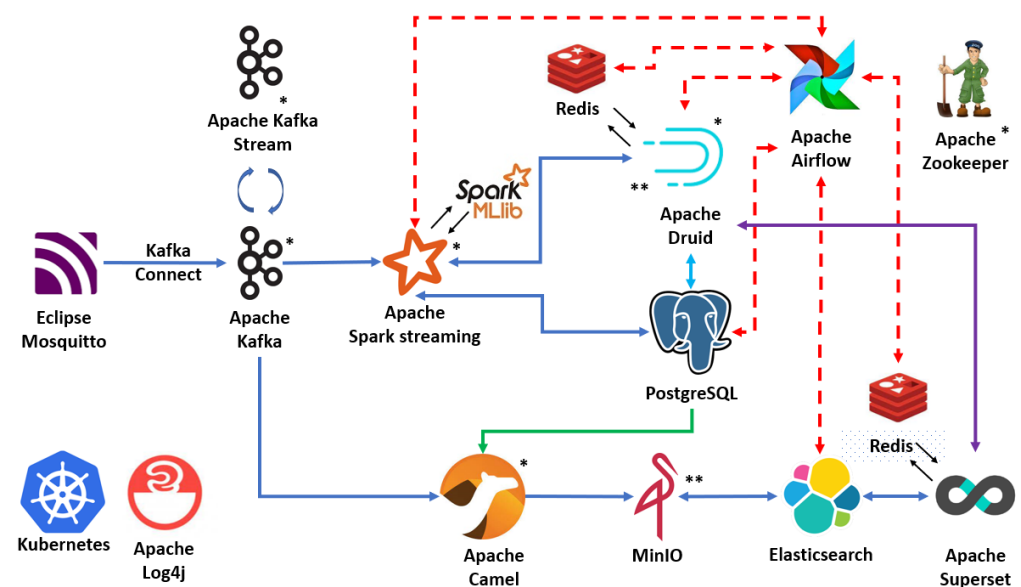 *
Apache Kafka
Stream
Redis
*
**
Apache
Airflow
*
Apache
Zookeeper
Spark
MLlib
Apache
Druid
Kafka
Connect
*
*
Eclipse
Mosquitto
Apache
Kafka
Apache
Spark streaming
PostgreSQL
Redis
*
**
Kubernetes
Apache
Log4j
Apache
Camel
MinIO
Elasticsearch
Apache
Superset